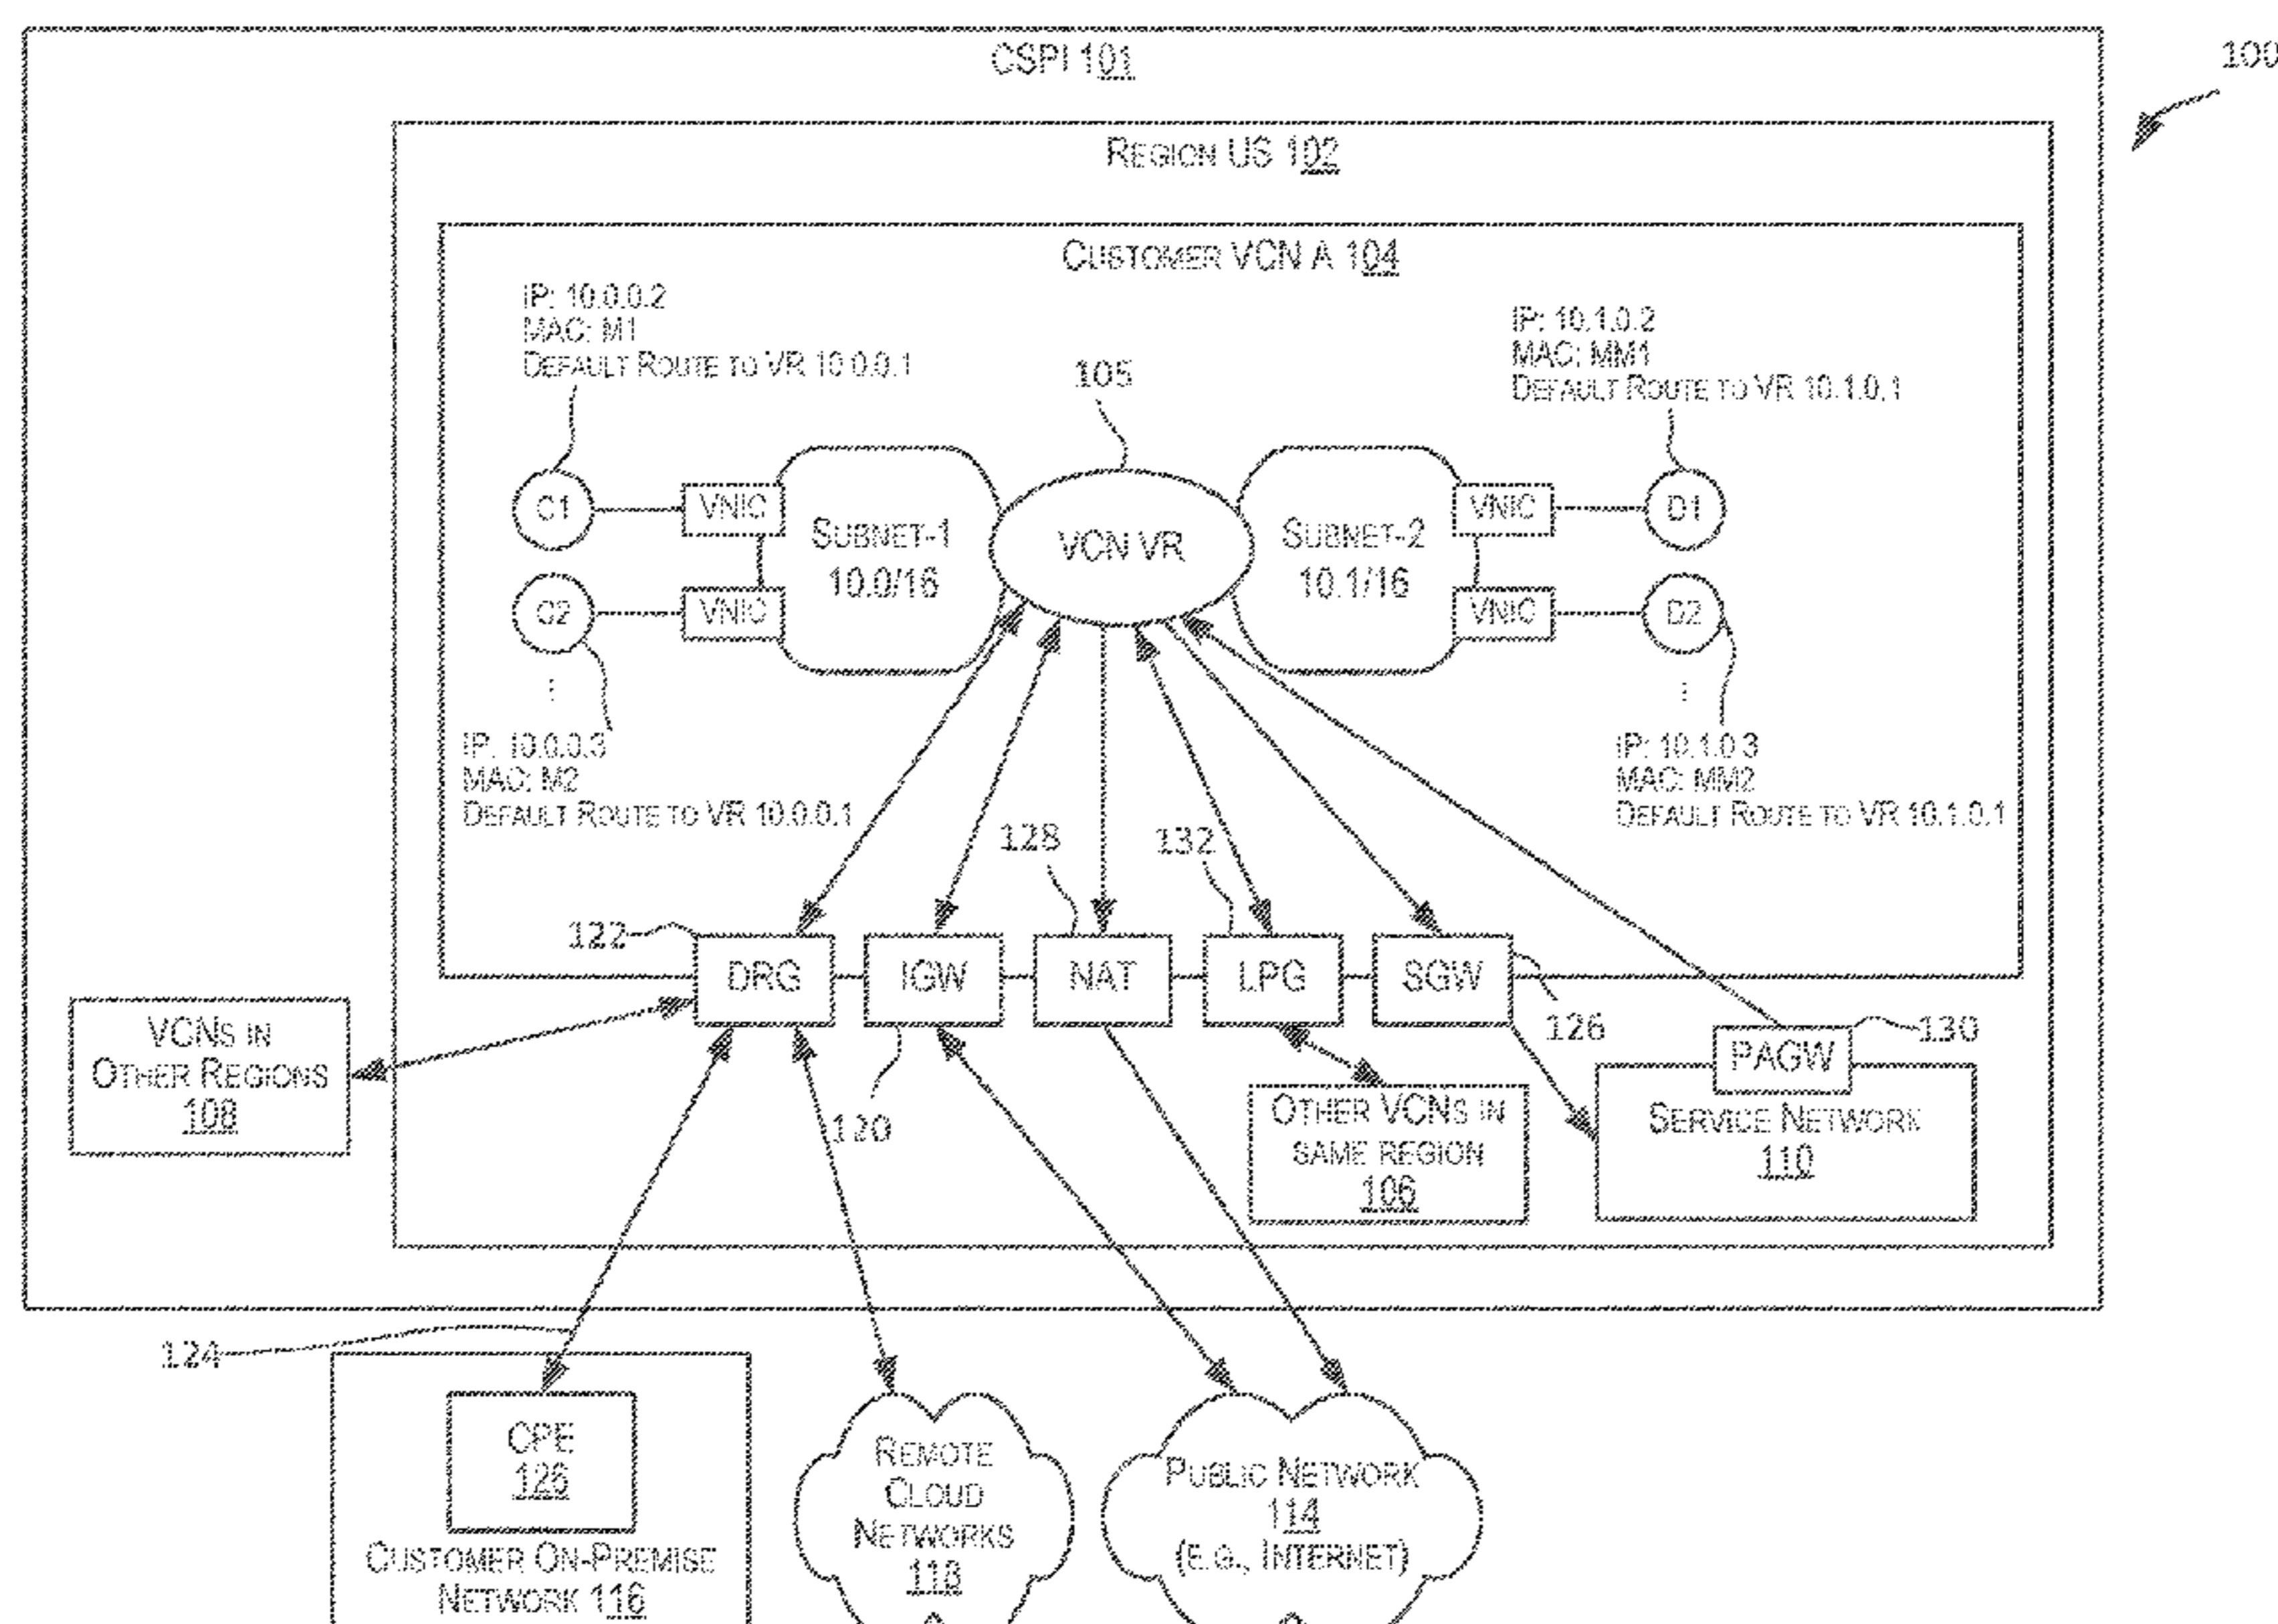 CSPI 101
100
REGION US 102
CUSTOMER VCN A 104
IP: 10.0.0.2
MAC: M1
DEFAULT ROUTE TO VR 10.0.0.1
IP: 10.1.0.2
MAC: MM1
DEFAULT ROUTE TO VR 10.1.0.1
105
C1
VNIC
SUBNET-1
10.0/16
VCN VR
SUBNET-2
10.1/16
VNIC
D1
C2
VNIC
VNIC
D2
IP: 10.0.0.3
MAC: M2
DEFAULT ROUTE TO VR 10.0.0.1
IP: 10.1.0.3
MAC: MM2
DEFAULT ROUTE TO VR 10.1.0.1
128
132
122
DRG
IGW
NAT
LPG
SGW
126
130
PAGW
VCNS IN
OTHER REGIONS
108
120
OTHER VCNS IN
SAME REGION
106
SERVICE NETWORK
110
124
CPE
126
CUSTOMER ON-PREMISE
NETWORK 116
REMOTE
CLOUD
NETWORKS
118
PUBLIC NETWORK
114
(E.G., INTERNET)